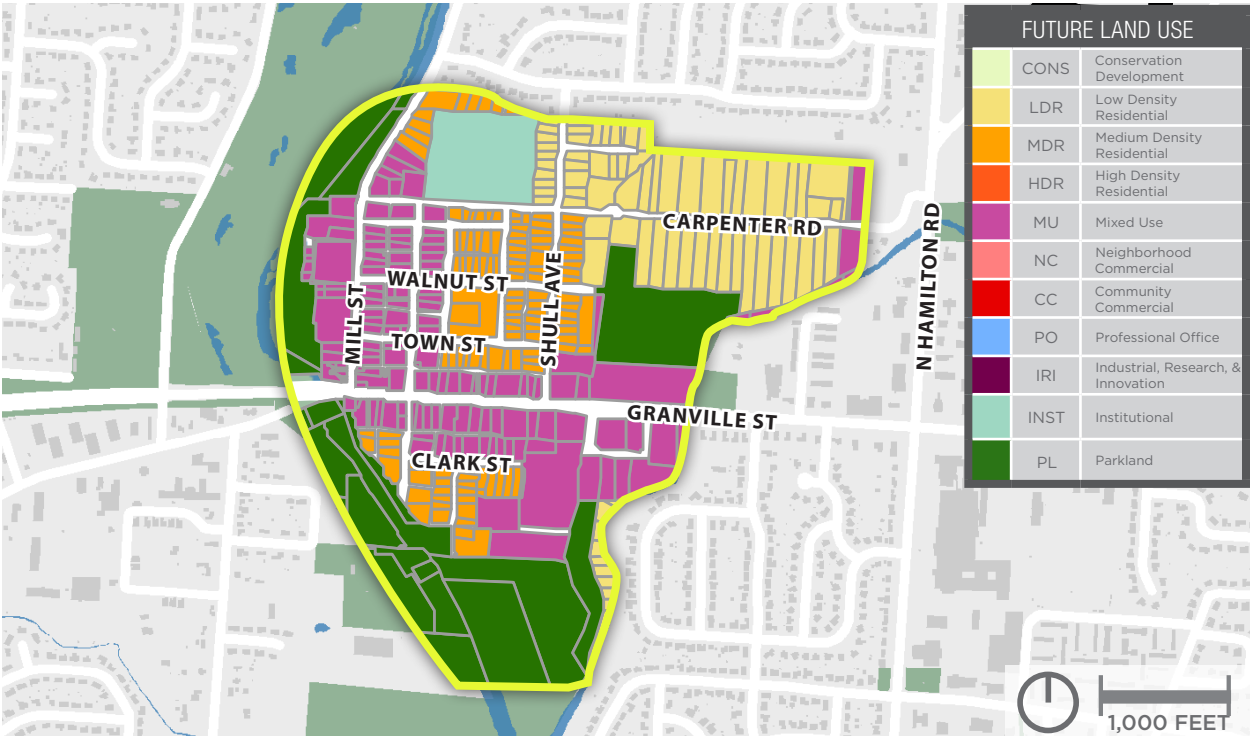 FUTURE LAND USE
CONS Conservation
Development
LDR Low Density
Residential
MDR Medium Density
Residential
HDR High Density
Residential
MU Mixed Use
NC Neighborhood
Commercial
CC Community
Commercial
PO Professional Office
IRI Industrial, Research, &
Innovation
INST Institutional
PL Parkland
CARPENTER RD
N HAMILTON RD
WALNUT ST
SHULL AVE
MILL ST
TOWN ST
GRANVILLE ST
CLARK ST
1,000 FEET